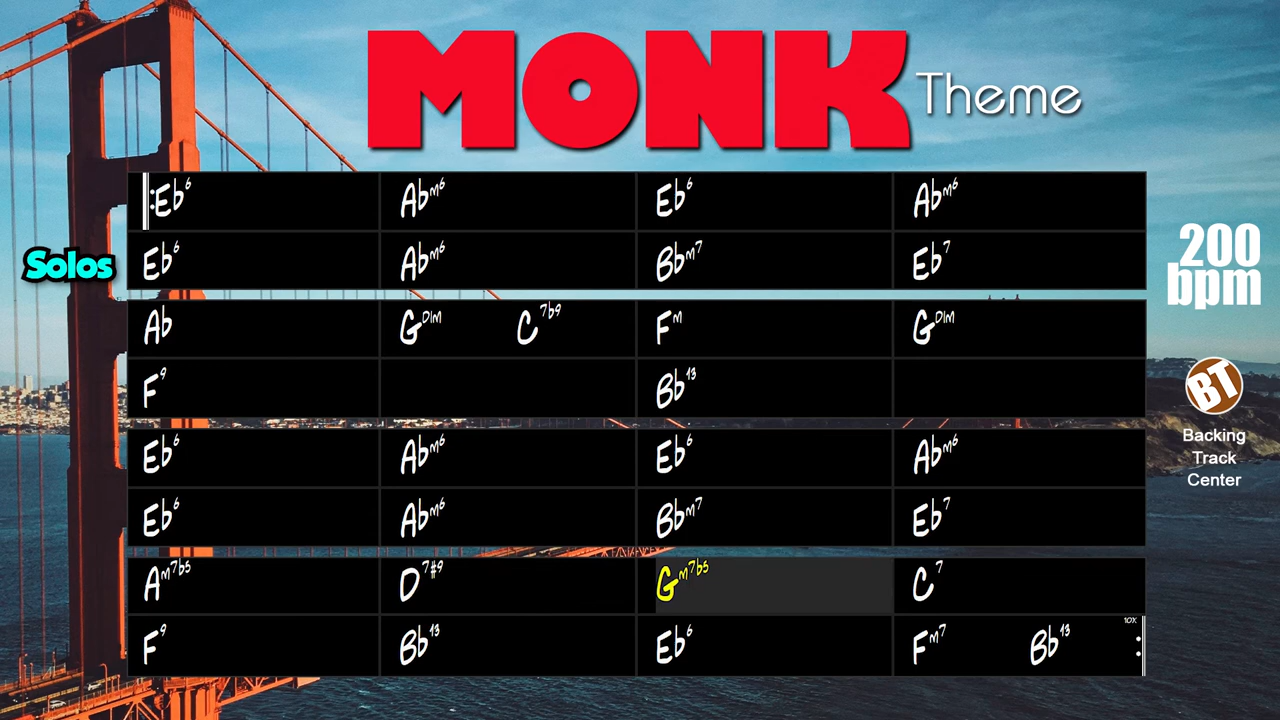 MONK Theme
Eb6 Abm6 Eb6 Abm6
Solos
Eb6 Abm6 Bbm7 Eb7
200
bpm
Ab GDIM C7b9 FM GDIM
F9 Bb13
BT
Backing
Track
Center
Eb6 Abm6 Eb6 Abm6
Eb6 Abm6 Bbm7 Eb7
Am7b5 D7#9 Gm7b5 C7
F9 Bb13 Eb6 Fm7 Bb13 10X